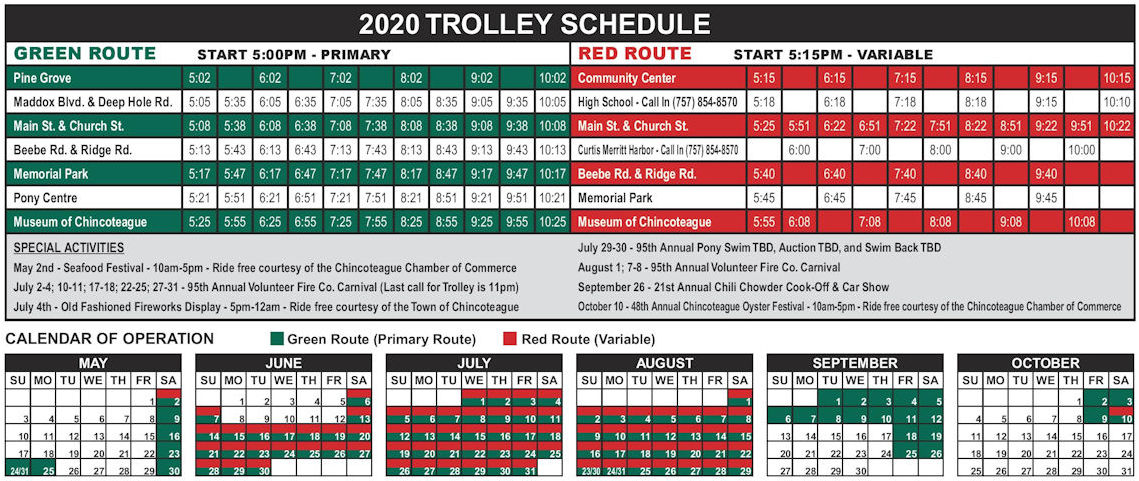 2020 TROLLEY SCHEDULE
GREEN ROUTE START 5:00PM - PRIMARY
Pine Grove 5:02 6:02 7:02 8:02 9:02 10:02
Maddox Blvd. & Deep Hole Rd. 5:05 5:35 6:05 6:35 7:05 7:35 8:05 8:35 9:05 9:35 10:05
Main St. & Church St. 5:08 5:38 6:08 6:38 7:08 7:38 8:08 8:38 9:08 9:38 10:08
Beebe Rd. & Ridge Rd. 5:13 5:43 6:13 6:43 7:13 7:43 8:13 8:43 9:13 9:43 10:13
Memorial Park 5:17 5:47 6:17 6:47 7:17 7:47 8:17 8:47 9:17 9:47 10:17
Pony Centre 5:21 5:51 6:21 6:51 7:21 7:51 8:21 8:51 9:21 9:51 10:21
Museum of Chincoteague 5:25 5:55 6:25 6:55 7:25 7:55 8:25 8:55 9:25 9:55 10:25
RED ROUTE START 5:15PM - VARIABLE
Community Center 5:15 6:15 7:15 8:15 9:15 10:15
High School - Call In (757) 854-8570 5:18 6:18 7:18 8:18 9:15 10:10
Main St. & Church St. 5:25 5:51 6:22 6:51 7:22 7:51 8:22 8:51 9:22 9:51 10:22
Curtis Merritt Harbor - Call In (757) 854-8570 6:00 7:00 8:00 9:00 10:00
Beebe Rd. & Ridge Rd. 5:40 6:40 7:40 8:40 9:40
Memorial Park 5:45 6:45 7:45 8:45 9:45
Museum of Chincoteague 5:55 6:08 7:08 8:08 9:08 10:08
SPECIAL ACTIVITIES
May 2nd - Seafood Festival - 10am-5pm - Ride free courtesy of the Chincoteague Chamber of Commerce
July 2-4; 10-11; 17-18; 22-25; 27-31 - 95th Annual Volunteer Fire Co. Carnival (Last call for Trolley is 11pm)
July 4th - Old Fashioned Fireworks Display - 5pm-12am - Ride free courtesy of the Town of Chincoteague
July 29-30 - 95th Annual Pony Swim TBD, Auction TBD, and Swim Back TBD
August 1; 7-8 - 95th Annual Volunteer Fire Co. Carnival
September 26 - 21st Annual Chili Chowder Cook-Off & Car Show
October 10 - 48th Annual Chincoteague Oyster Festival - 10am-5pm - Ride free courtesy of the Chincoteague Chamber of Commerce
CALENDAR OF OPERATION Green Route (Primary Route) Red Route (Variable)
MAY
SU MO TU WE TH FR SA
1 2
3 4 5 6 7 8 9
10 11 12 13 14 15 16
17 18 19 20 21 22 23
24/31 25 26 27 28 29 30
JUNE
SU MO TU WE TH FR SA
1 2 3 4 5 6
7 8 9 10 11 12 13
14 15 16 17 18 19 20
21 22 23 24 25 26 27
28 29 30
JULY
SU MO TU WE TH FR SA
1 2 3 4
5 6 7 8 9 10 11
12 13 14 15 16 17 18
19 20 21 22 23 24 25
26 27 28 29 30 31
AUGUST
SU MO TU WE TH FR SA
1
2 3 4 5 6 7 8
9 10 11 12 13 14 15
16 17 18 19 20 21 22
23/30 24/31 25 26 27 28 29
SEPTEMBER
SU MO TU WE TH FR SA
1 2 3 4 5
6 7 8 9 10 11 12
13 14 15 16 17 18 19
20 21 22 23 24 25 26
27 28 29 30
OCTOBER
SU MO TU WE TH FR SA
1 2 3
4 5 6 7 8 9 10
11 12 13 14 15 16 17
18 19 20 21 22 23 24
25 26 27 28 29 30 31